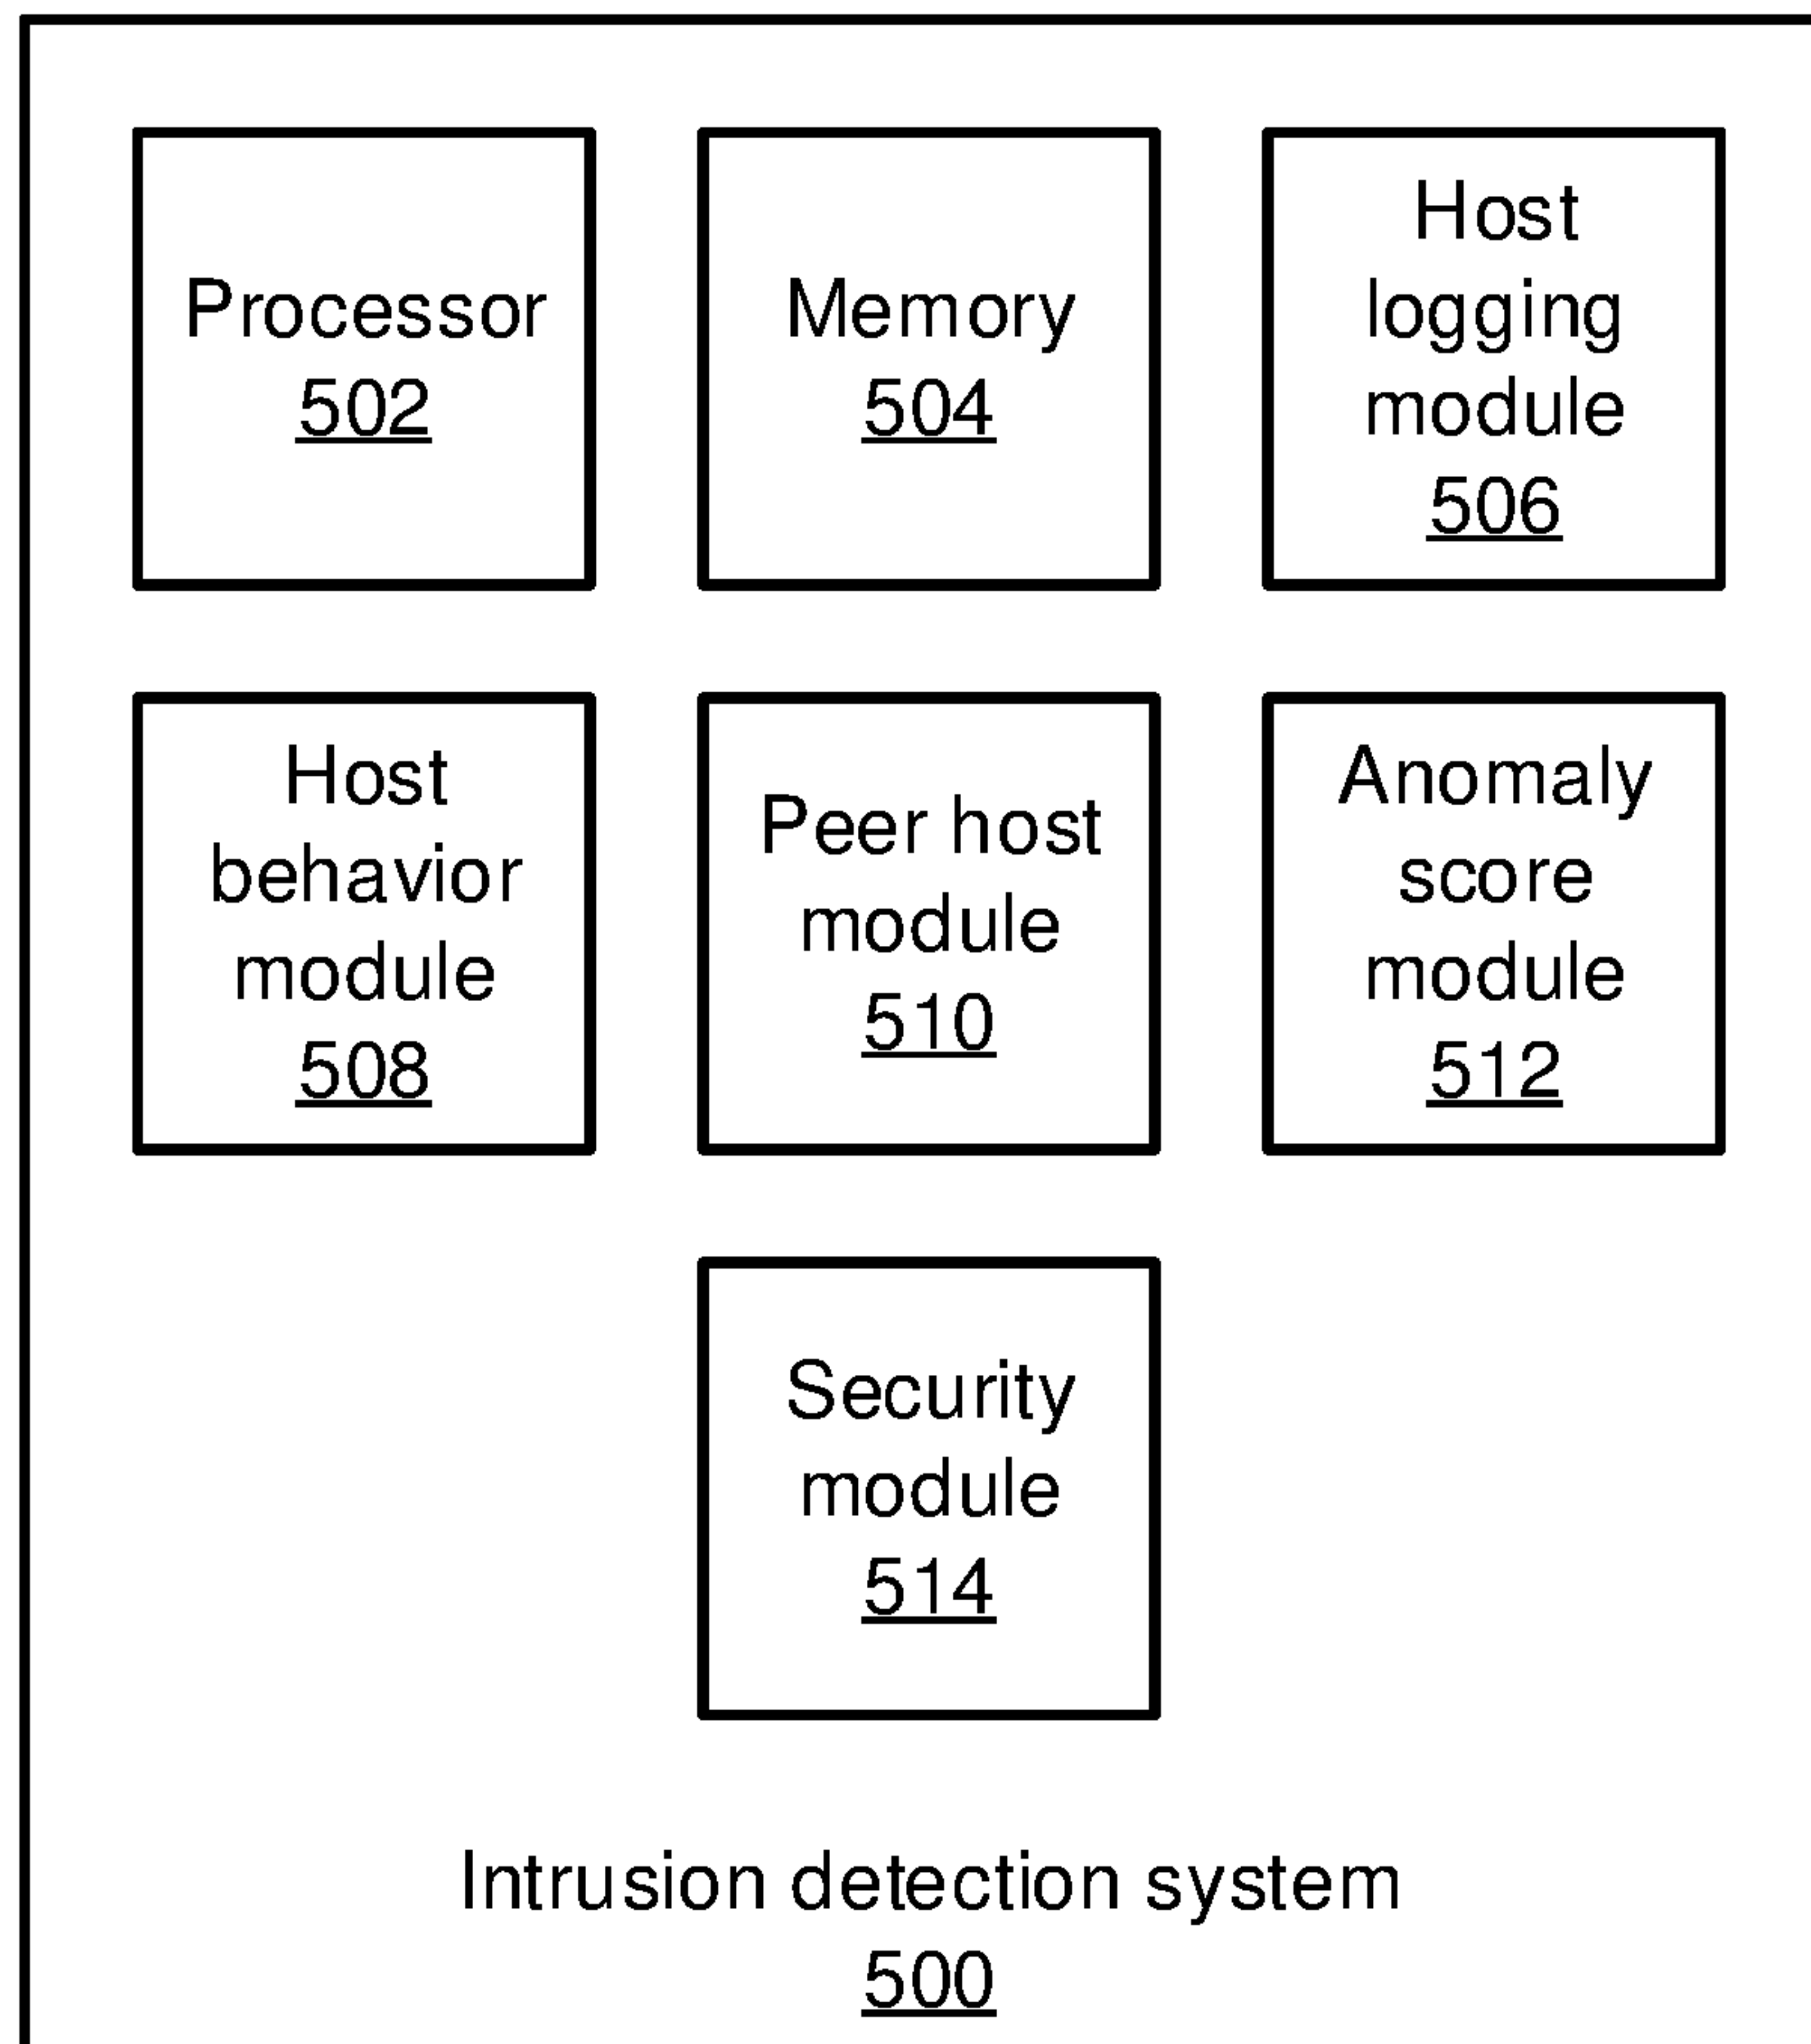 Processor
502
Memory
504
Host
logging
module
506
Host
behavior
module
508
Peer host
module
510
Anomaly
score
module
512
Security
module
514
Intrusion detection system
500